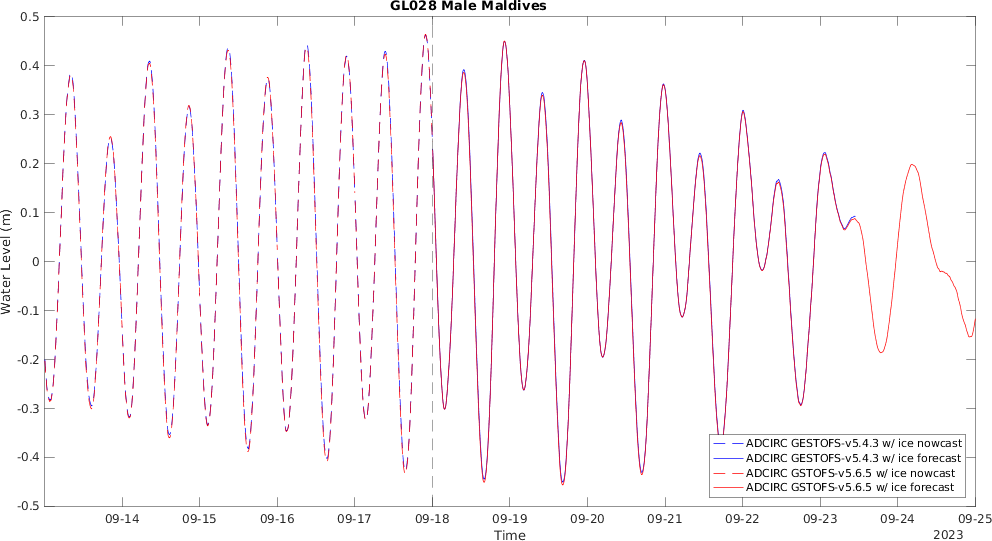 GL028 Male Maldives
0.5
0.4
0.3
0.2
0.1
0
-0.1
-0.2
-0.3
-0.4
-0.5
Water Level (m)
ADCIRC GESTOFS-v5.4.3 w/ ice nowcast
ADCIRC GESTOFS-v5.4.3 w/ ice forecast
ADCIRC GSTOFS-v5.6.5 w/ ice nowcast
ADCIRC GSTOFS-v5.6.5 w/ ice forecast
09-14 09-15 09-16 09-17 09-18 09-19 09-20 09-21 09-22 09-23 09-24 09-25
Time
2023